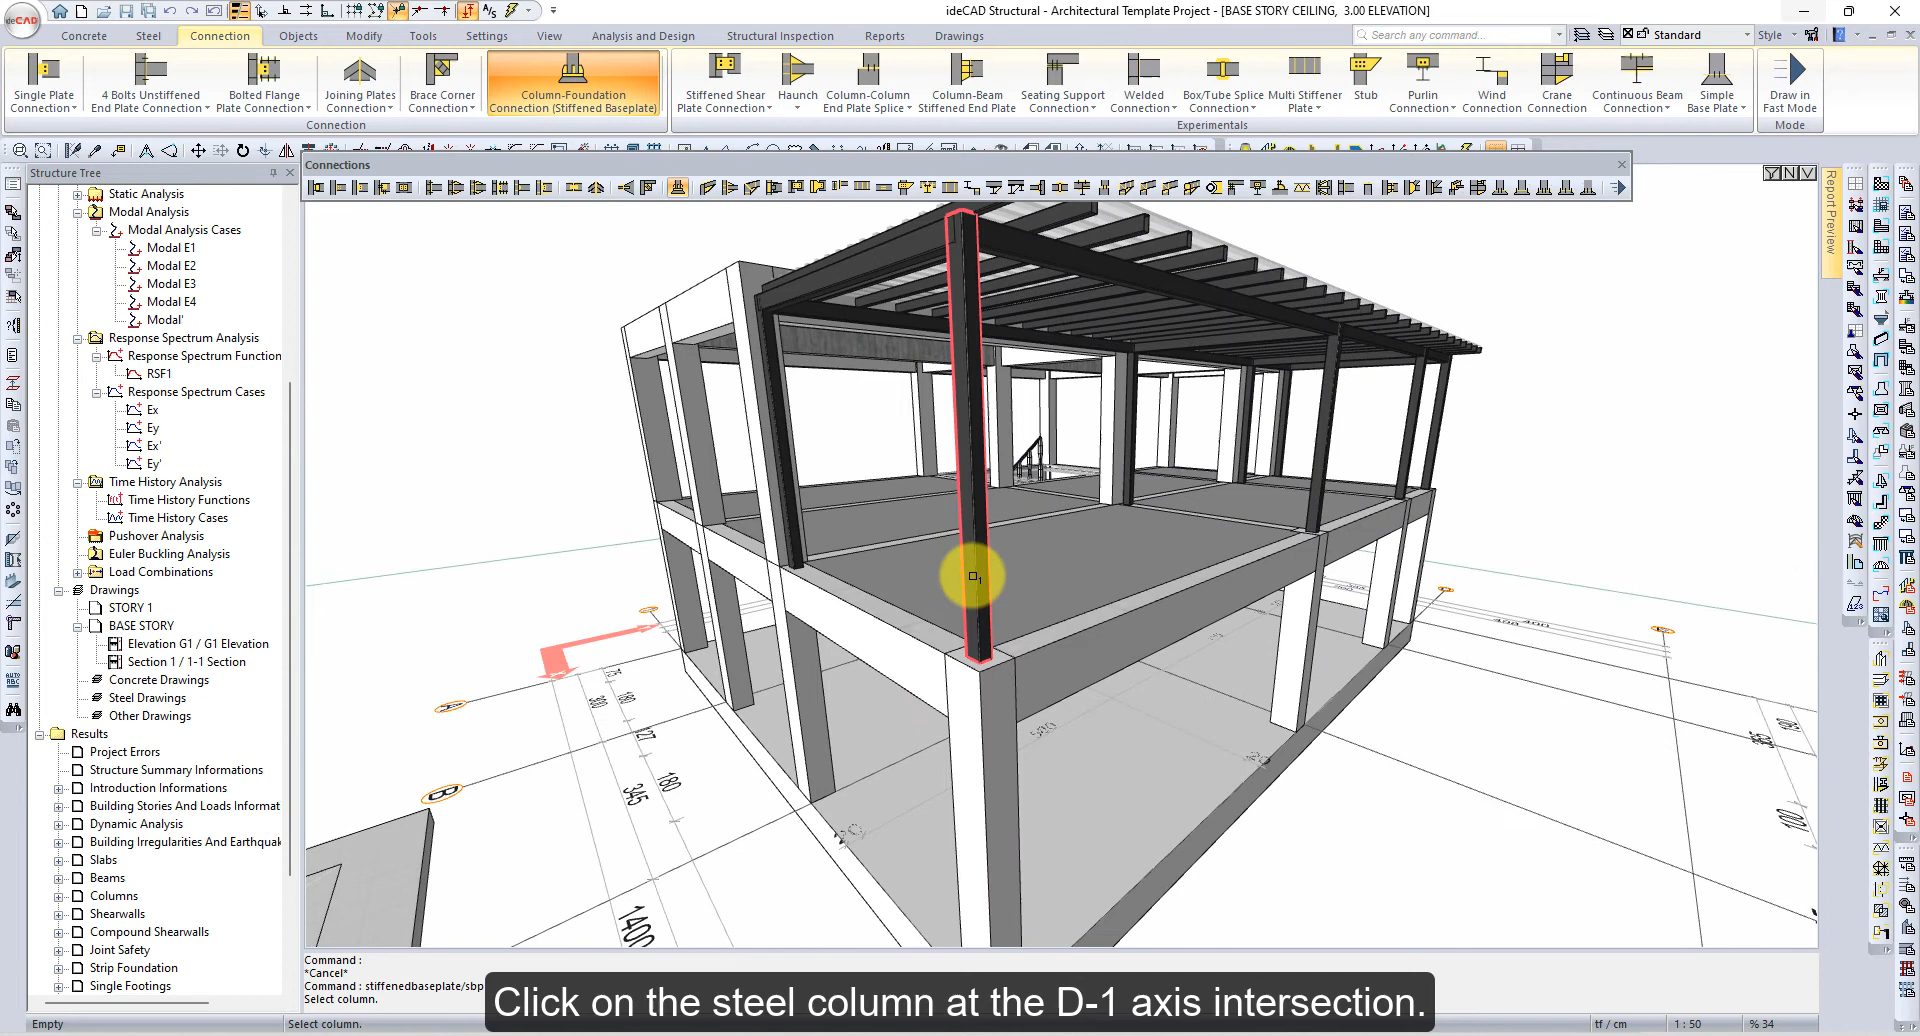 ideCAD
ideCAD Structural - Architectural Template Project - [BASE STORY CEILING, 3.00 ELEVATION]
Concrete
Steel
Connection
Objects
Modify
Tools
Settings
View
Analysis and Design
Structural Inspection
Reports
Drawings
Search any command...
Standard
Style
Single Plate
Connection
4 Bolts Unstiffened
End Plate Connection
Bolted Flange
Plate Connection
Joining Plates
Connection
Brace Corner
Connection
Column-Foundation
Connection (Stiffened Baseplate)
Stiffened Shear
Plate Connection
Haunch
Column-Column
End Plate Splice
Column-Beam
Stiffened End Plate
Seating Support
Connection
Welded
Connection
Box/Tube Splice
Connection
Multi Stiffener
Plate
Stub
Purlin
Connection
Wind
Connection
Crane
Connection
Continuous Beam
Connection
Simple
Base Plate
Draw in
Fast Mode
Connection
Experimentals
Mode
Structure Tree
Connections
Report Preview
Static Analysis
Modal Analysis
Modal Analysis Cases
Modal E1
Modal E2
Modal E3
Modal E4
Modal'
Response Spectrum Analysis
Response Spectrum Function
RSF1
Response Spectrum Cases
Ex
Ey
Ex'
Ey'
Time History Analysis
Time History Functions
Time History Cases
Pushover Analysis
Euler Buckling Analysis
Load Combinations
Drawings
STORY 1
BASE STORY
Elevation G1 / G1 Elevation
Section 1 / 1-1 Section
Concrete Drawings
Steel Drawings
Other Drawings
Results
Project Errors
Structure Summary Informations
Introduction Informations
Building Stories And Loads Informat
Dynamic Analysis
Building Irregularities And Earthquak
Slabs
Beams
Columns
Shearwalls
Compound Shearwalls
Joint Safety
Strip Foundation
Single Footings
A
B
75
180
300
127
180
345
1400
20
500
20
1001
Command :
*Cancel*
Command : stiffenedbaseplate/sbp
Select column.
Click on the steel column at the D-1 axis intersection.
Empty
Select column.
tf / cm
1 : 50
% 34